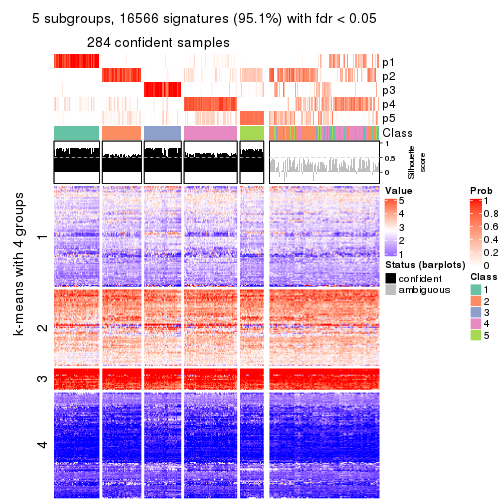 5 subgroups, 16566 signatures (95.1%) with fdr < 0.05
284 confident samples
p1
p2
p3
p4
p5
Class
1
0.5
0
Silhouette
score
k-means with 4 groups
1
2
3
4
Value
5
4
3
2
1
Status (barplots)
confident
ambiguous
Prob
1
0.8
0.6
0.4
0.2
0
Class
1
2
3
4
5